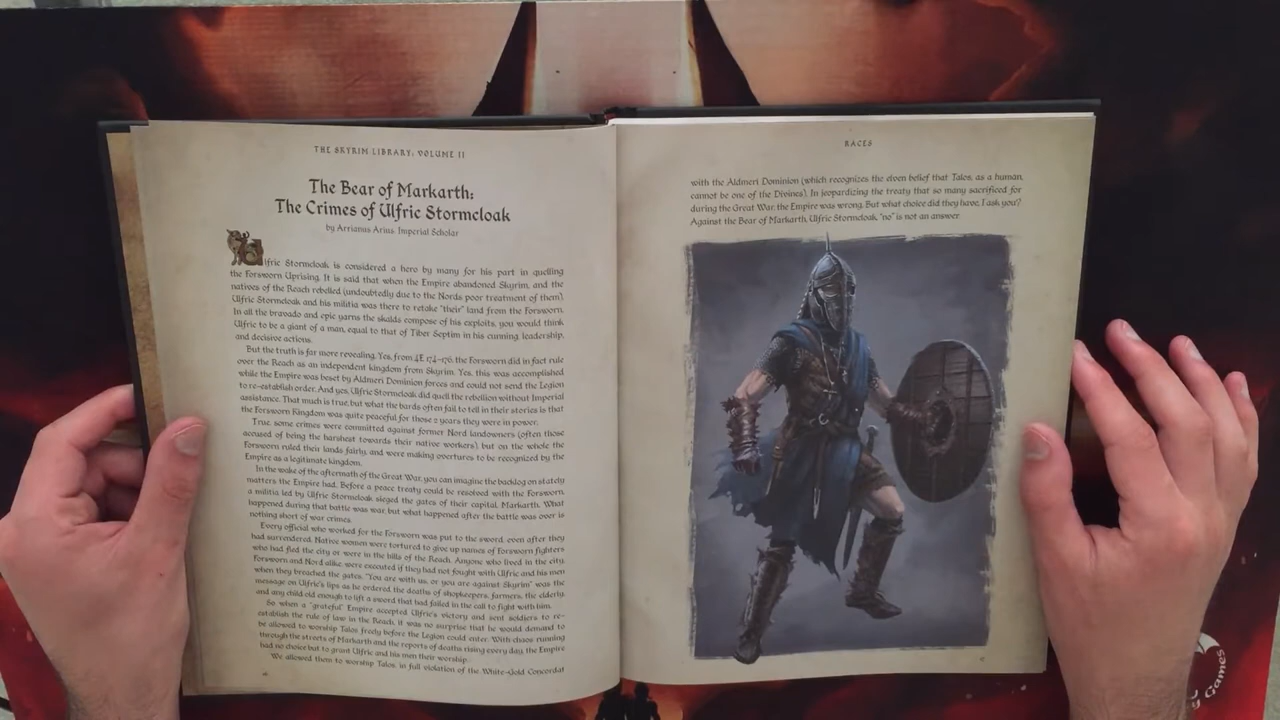 THE SKYRIM LIBRARY, VOLUME II
The Bear of Markarth:
The Crimes of Ulfric Stormcloak
by Arrianus Arius, Imperial Scholar
Ulfric Stormcloak is considered a hero by many for his part in quelling
the Forsworn Uprising. It is said that when the Empire abandoned Skyrim, and the
natives of the Reach rebelled (undoubtedly due to the Nords poor treatment of them),
Ulfric Stormcloak and his militia was there to retake "their" land from the Forsworn.
In all the bravado and epic yarns the skalds compose of his exploits, you would think
Ulfric to be a giant of a man, equal to that of Tiber Septim in his cunning, leadership,
and decisive actions.
But the truth is far more revealing. Yes, from 4E 174-176, the Forsworn did in fact rule
over the Reach as an independent kingdom from Skyrim. Yes, this was accomplished
while the Empire was beset by Aldmeri Dominion forces and could not send the Legion
to re-establish order. And yes, Ulfric Stormcloak did quell the rebellion without Imperial
assistance. That much is true, but what the bards often fail to tell in their stories is that
the Forsworn Kingdom was quite peaceful for those 2 years they were in power.
True, some crimes were committed against former Nord landowners (often those
accused of being the harshest towards their native workers), but on the whole the
Forsworn ruled their lands fairly, and were making overtures to be recognized by the
Empire as a legitimate kingdom.
In the wake of the aftermath of the Great War, you can imagine the backlog on stately
matters the Empire had. Before a peace treaty could be resolved with the Forsworn,
a militia led by Ulfric Stormcloak sieged the gates of their capital, Markarth. What
happened during that battle was war, but what happened after the battle was over is
nothing short of war crimes.
Every official who worked for the Forsworn was put to the sword, even after they
had surrendered. Native women were tortured to give up names of Forsworn fighters
who had fled the city or were in the hills of the Reach. Anyone who lived in the city,
Forsworn and Nord alike, were executed if they had not fought with Ulfric and his men
when they breached the gates. "You are with us, or you are against Skyrim" was the
message on Ulfric's lips as he ordered the deaths of shopkeepers, farmers, the elderly,
and any child old enough to lift a sword that had failed in the call to fight with him.
So when a "grateful" Empire accepted Ulfric's victory and sent soldiers to re-
establish the rule of law in the Reach, it was no surprise that he would demand to
be allowed to worship Talos freely before the Legion could enter. With chaos running
through the streets of Markarth and the reports of deaths rising every day, the Empire
had no choice but to grant Ulfric and his men their worship.
We allowed them to worship Talos, in full violation of the White-Gold Concordat
RACES
with the Aldmeri Dominion (which recognizes the elven belief that Talos, as a human,
cannot be one of the Divines). In jeopardizing the treaty that so many sacrificed for
during the Great War, the Empire was wrong. But what choice did they have, I ask you?
Against the Bear of Markarth, Ulfric Stormcloak, "no" is not an answer.
y Games